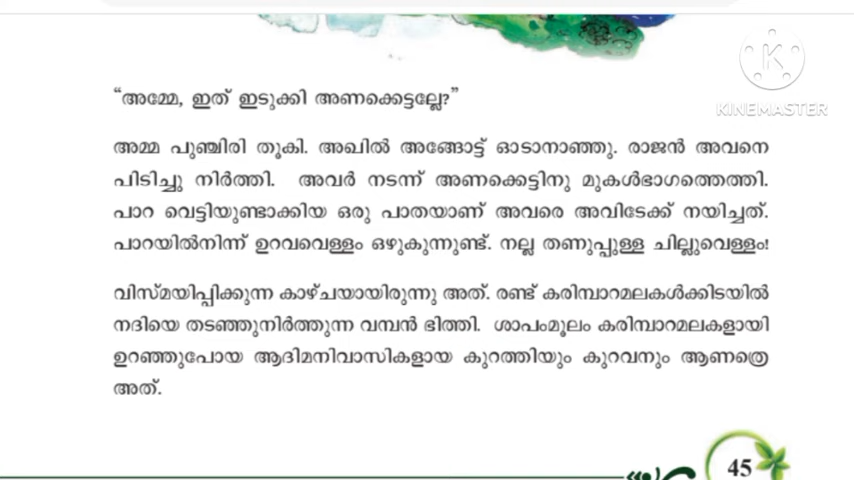 KINEMASTER
“അമ്മേ, ഇത് ഇടുക്കി അണക്കെട്ടല്ലേ?”
അമ്മ പുഞ്ചിരി തൂകി. അഖിൽ അങ്ങോട്ട് ഓടാനാഞ്ഞു. രാജൻ അവനെ
പിടിച്ചു നിർത്തി. അവർ നടന്ന് അണക്കെട്ടിനു മുകൾഭാഗത്തെത്തി.
പാറ വെട്ടിയുണ്ടാക്കിയ ഒരു പാതയാണ് അവരെ അവിടേക്ക് നയിച്ചത്.
പാറയിൽനിന്ന് ഉറവവെള്ളം ഒഴുകുന്നുണ്ട്. നല്ല തണുപ്പുള്ള ചില്ലുവെള്ളം!
വിസ്മയിപ്പിക്കുന്ന കാഴ്ചയായിരുന്നു അത്. രണ്ട് കരിമ്പാറമലകൾക്കിടയിൽ
നദിയെ തടഞ്ഞുനിർത്തുന്ന വമ്പൻ ഭിത്തി. ശാപംമൂലം കരിമ്പാറമലകളായി
ഉറഞ്ഞുപോയ ആദിമനിവാസികളായ കുറത്തിയും കുറവനും ആണത്രെ
അത്.
45